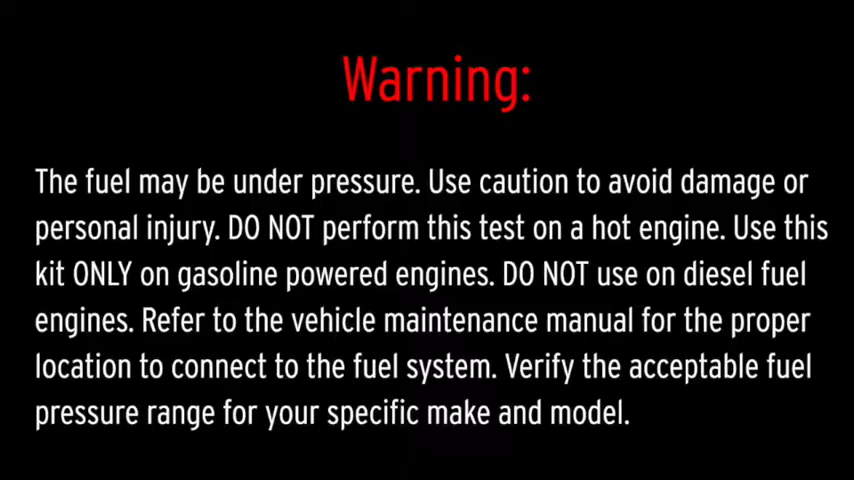 Warning:
The fuel may be under pressure. Use caution to avoid damage or
personal injury. DO NOT perform this test on a hot engine. Use this
kit ONLY on gasoline powered engines. DO NOT use on diesel fuel
engines. Refer to the vehicle maintenance manual for the proper
location to connect to the fuel system. Verify the acceptable fuel
pressure range for your specific make and model.